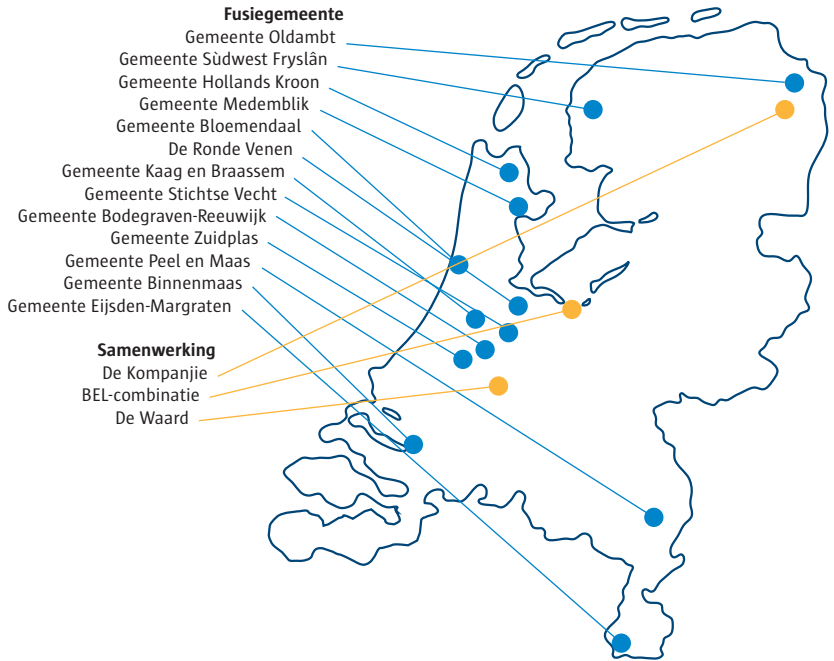 Fusiegemeente
Gemeente Oldambt
Gemeente Sùdwest Fryslân
Gemeente Hollands Kroon
Gemeente Medemblik
Gemeente Bloemendaal
De Ronde Venen
Gemeente Kaag en Braassem
Gemeente Stichtse Vecht
Gemeente Bodegraven-Reeuwijk
Gemeente Zuidplas
Gemeente Peel en Maas
Gemeente Binnenmaas
Gemeente Eijsden-Margraten
Samenwerking
De Kompanjie
BEL-combinatie
De Waard